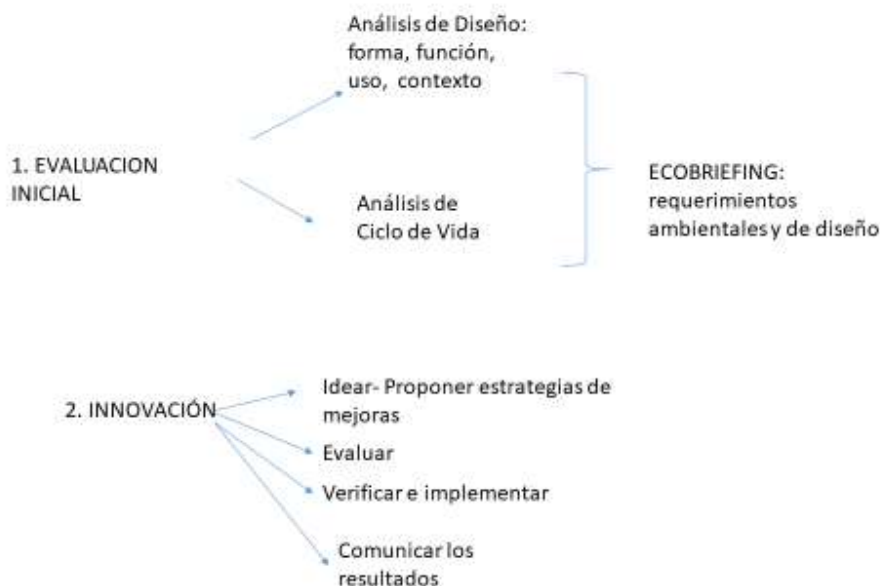 Análisis de Diseño:
forma, función,
uso, contexto
1. EVALUACION
INICIAL
Análisis de
Ciclo de Vida
ECOBRIEFING:
requerimientos
ambientales y de diseño
2. INNOVACIÓN
Idear- Proponer estrategias de
mejoras
Evaluar
Verificar e implementar
Comunicar los
resultados